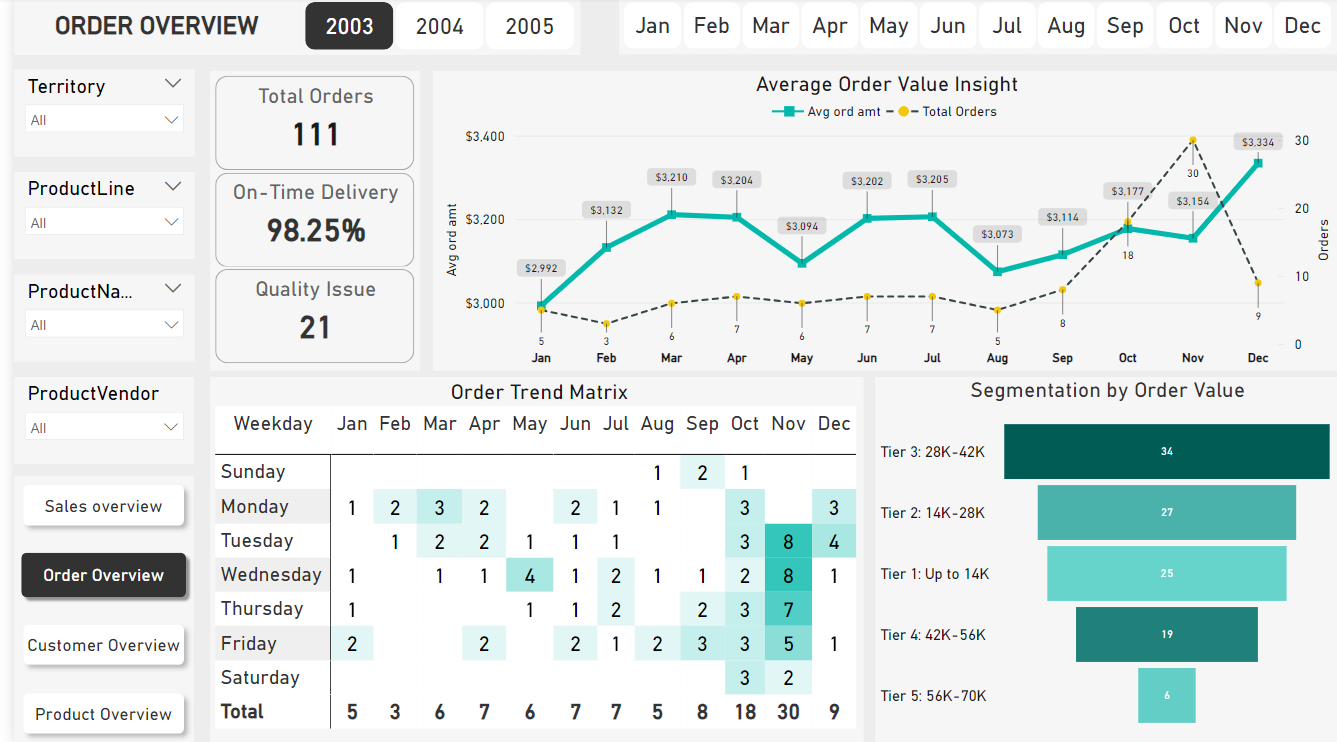 ORDER OVERVIEW 2003 2004 2005 Jan Feb Mar Apr May Jun Jul Aug Sep Oct Nov Dec
Territory
All
ProductLine
All
ProductNa...
All
ProductVendor
All
Sales overview
Order Overview
Customer Overview
Product Overview
Total Orders
111
On-Time Delivery
98.25%
Quality Issue
21
Average Order Value Insight
Avg ord amt Total Orders
Avg ord amt
$3,400
$3,200
$3,000
$2,992 $3,132 $3,210 $3,204 $3,094 $3,202 $3,205 $3,073 $3,114 $3,177 $3,154 $3,334
5 3 6 7 6 7 7 5 8 18 30 9
Jan Feb Mar Apr May Jun Jul Aug Sep Oct Nov Dec
30
20
10
0
Orders
Order Trend Matrix
Weekday Jan Feb Mar Apr May Jun Jul Aug Sep Oct Nov Dec
Sunday 1 2 1
Monday 1 2 3 2 2 1 1 3 3
Tuesday 1 2 2 1 1 1 3 8 4
Wednesday 1 1 1 4 1 2 1 1 2 8 1
Thursday 1 1 1 2 2 3 7
Friday 2 2 2 1 2 3 3 5 1
Saturday 3 2
Total 5 3 6 7 6 7 7 5 8 18 30 9
Segmentation by Order Value
Tier 3: 28K-42K 34
Tier 2: 14K-28K 27
Tier 1: Up to 14K 25
Tier 4: 42K-56K 19
Tier 5: 56K-70K 6